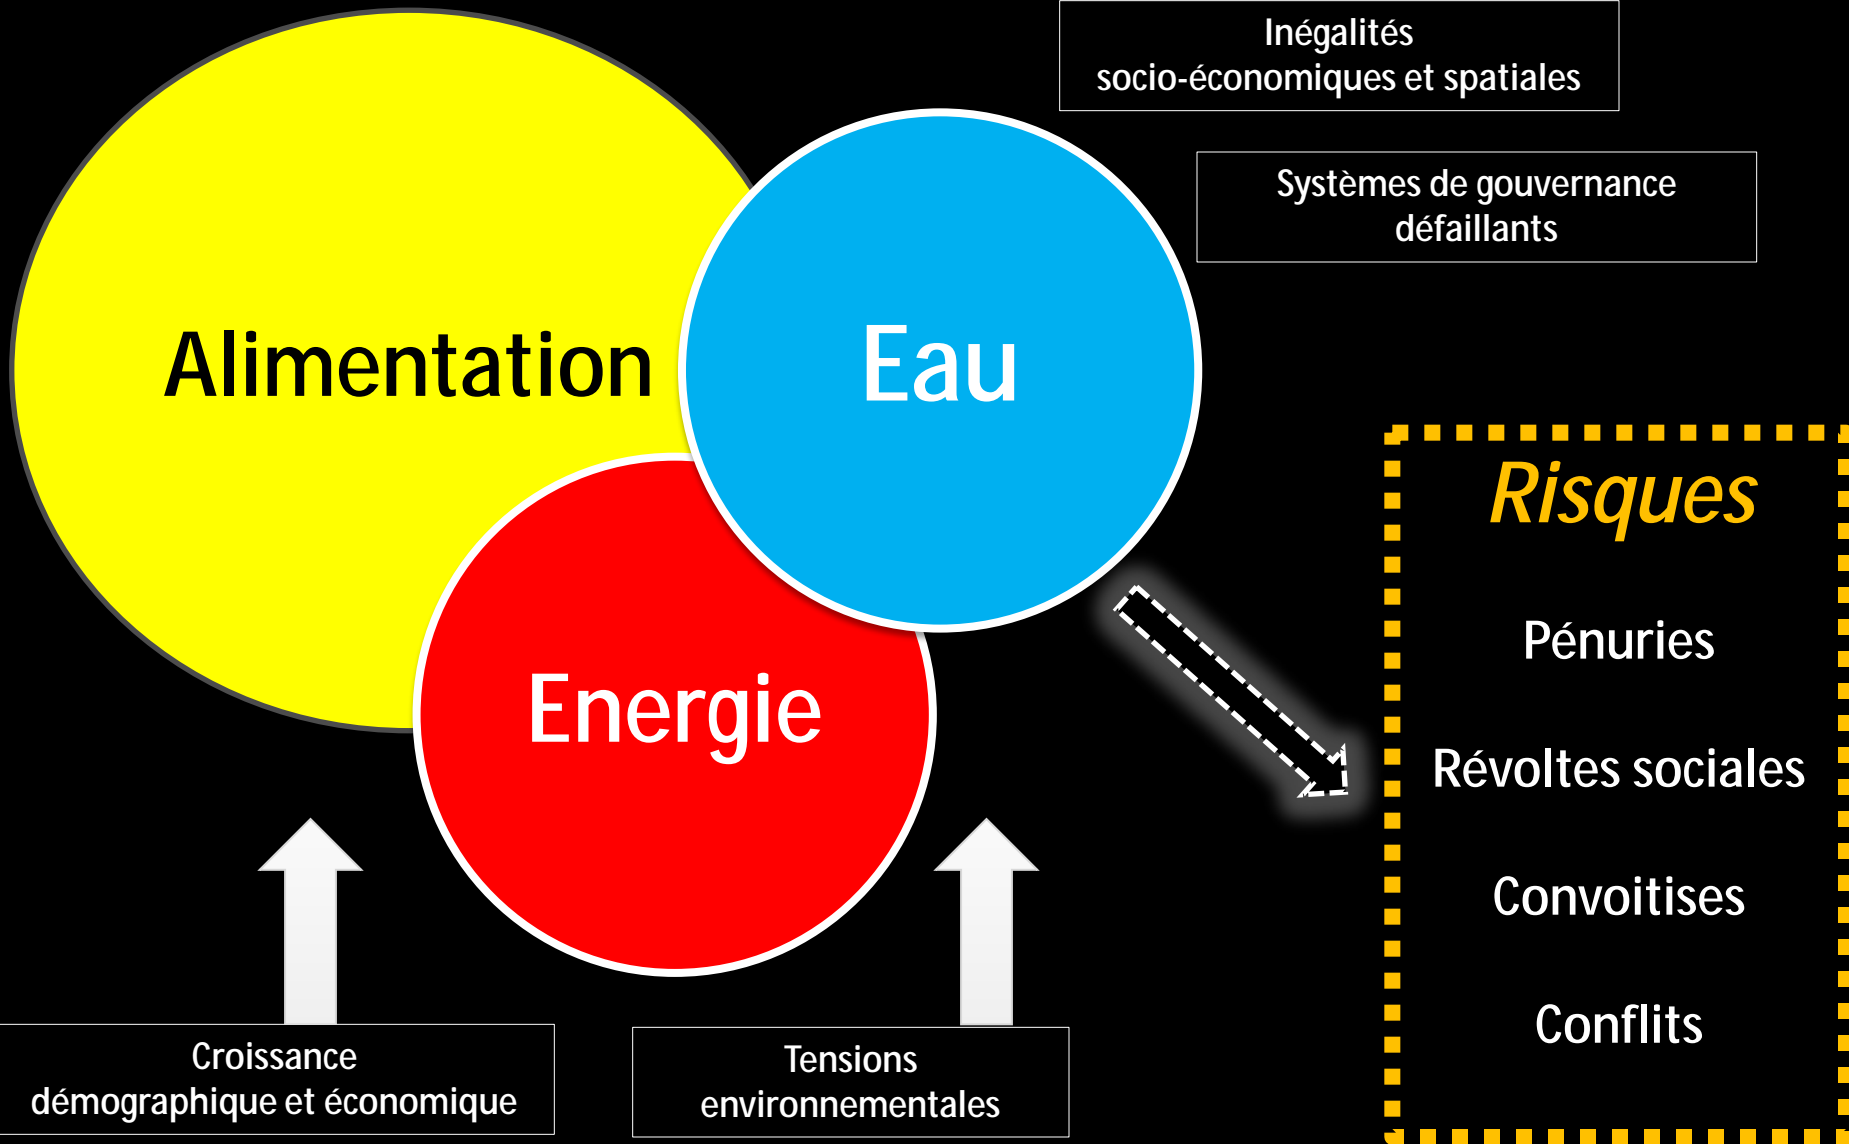 Inégalités
socio-économiques et spatiales
Systèmes de gouvernance
défaillants
Alimentation
Eau
Energie
Risques
Pénuries
Révoltes sociales
Convoitises
Conflits
Croissance
démographique et économique
Tensions
environnementales